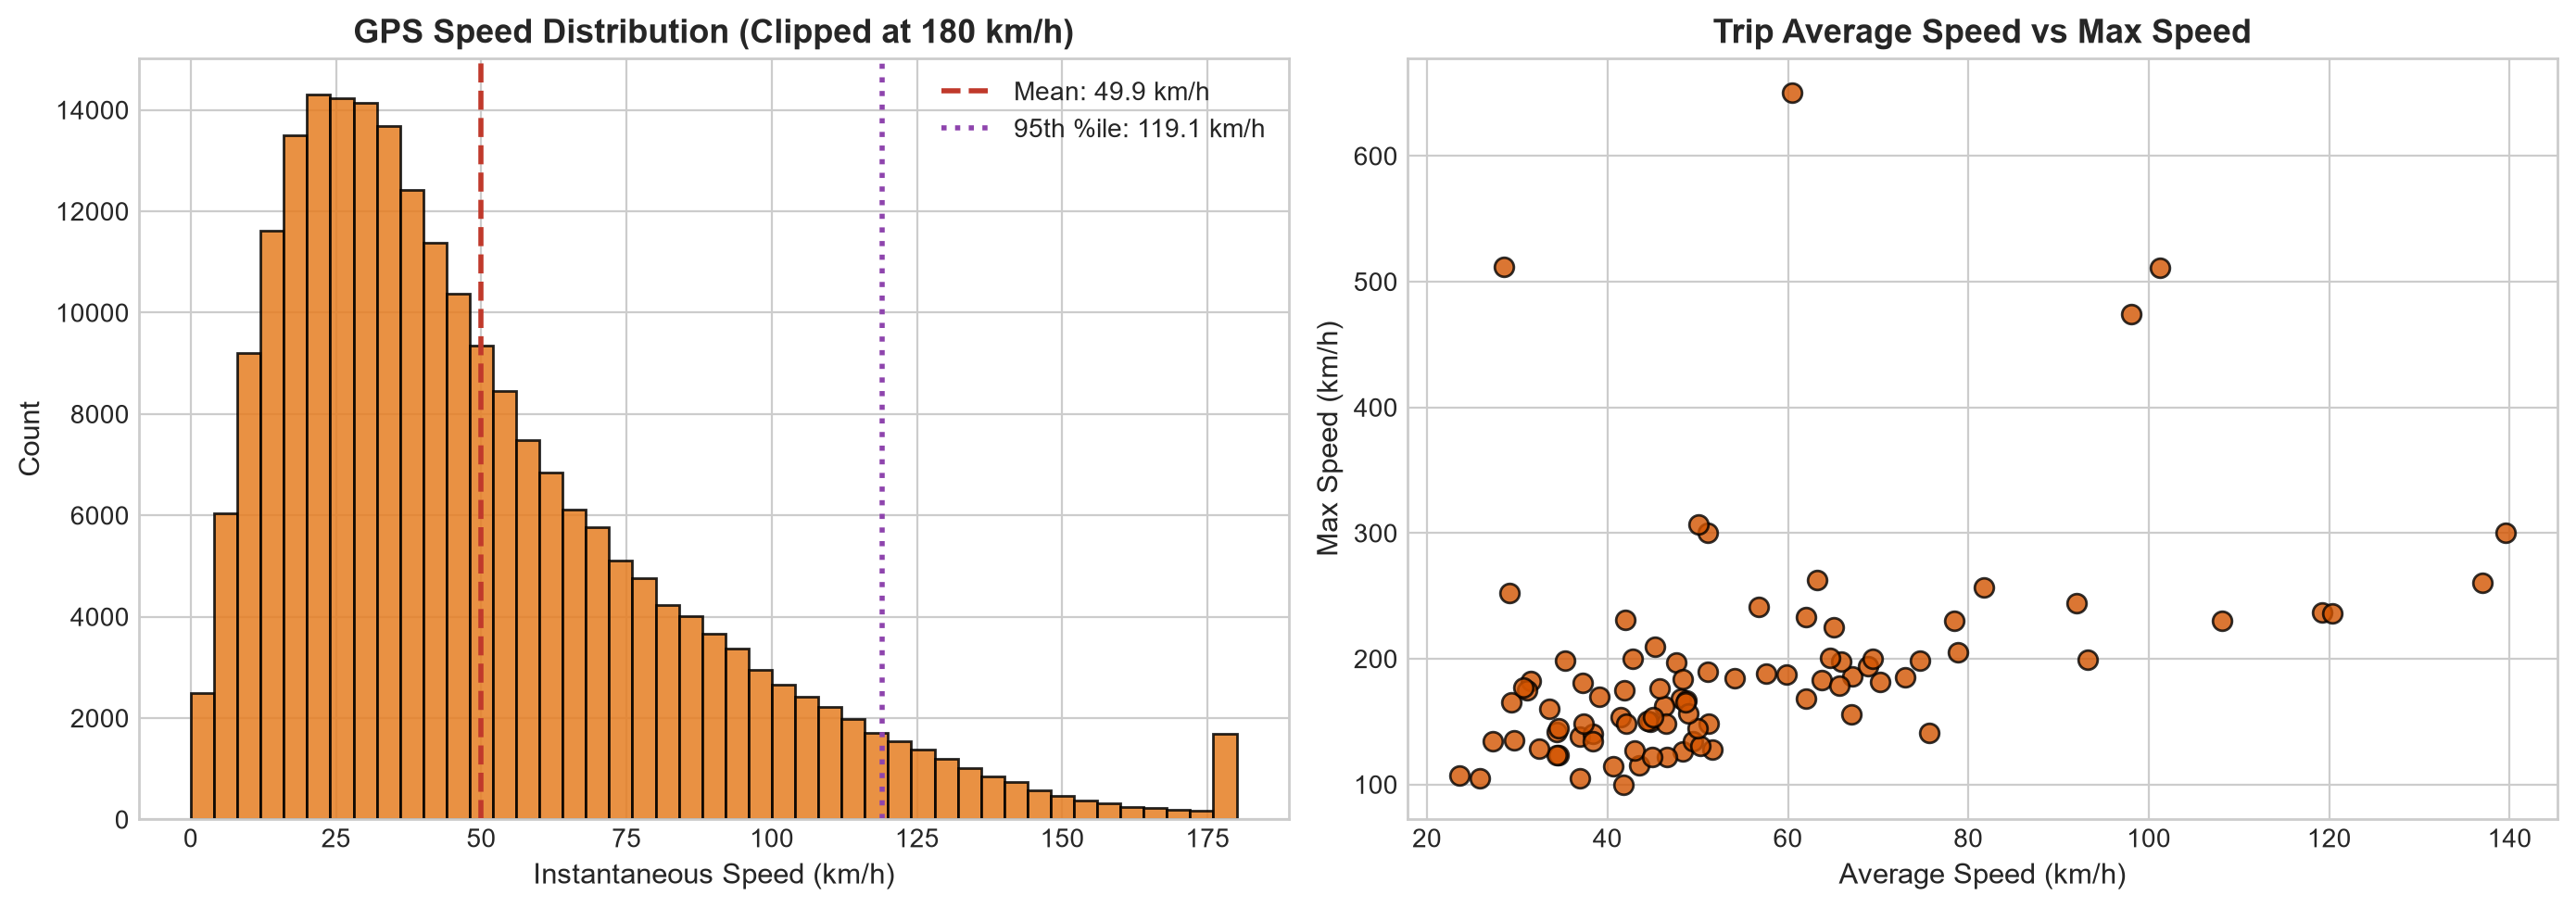 GPS Speed Distribution (Clipped at 180 km/h)
Mean: 49.9 km/h
95th %ile: 119.1 km/h
Count
14000
12000
10000
8000
6000
4000
2000
0
0 25 50 75 100 125 150 175
Instantaneous Speed (km/h)
Trip Average Speed vs Max Speed
Max Speed (km/h)
600
500
400
300
200
100
20 40 60 80 100 120 140
Average Speed (km/h)